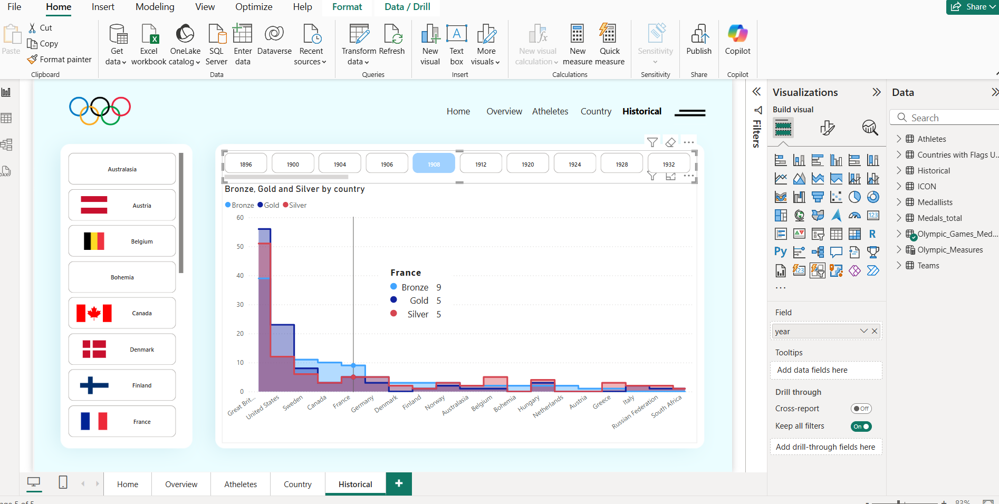 File Home Insert Modeling View Optimize Help Format Data / Drill Share
Paste
Cut
Copy
Format painter
Clipboard
Get data
Excel workbook
OneLake catalog
SQL Server
Enter data
Dataverse
Recent sources
Data
Transform data
Refresh
Queries
New visual
Text box
More visuals
Insert
New visual calculation
New measure
Quick measure
Calculations
Sensitivity
Sensitivity
Publish
Share
Copilot
Copilot
Home Overview Atheletes Country Historical
Australasia
Austria
Belgium
Bohemia
Canada
Denmark
Finland
France
1896 1900 1904 1906 1908 1912 1920 1924 1928 1932
Bronze, Gold and Silver by country
Bronze Gold Silver
60
50
40
30
20
10
0
France
Bronze 9
Gold 5
Silver 5
Great Brit... United States Sweden Canada France Germany Denmark Finland Norway Australasia Belgium Bohemia Hungary Netherlands Austria Greece Italy Russian Federation South Africa
Filters
Visualizations
Build visual
123
R
Py
123
...
Field
year
Tooltips
Add data fields here
Drill through
Cross-report Off
Keep all filters On
Add drill-through fields here
Data
Search
Athletes
Countries with Flags U...
Historical
ICON
Medallists
Medals_total
Olympic_Games_Med...
Olympic_Measures
Teams
Home Overview Atheletes Country Historical +
83%